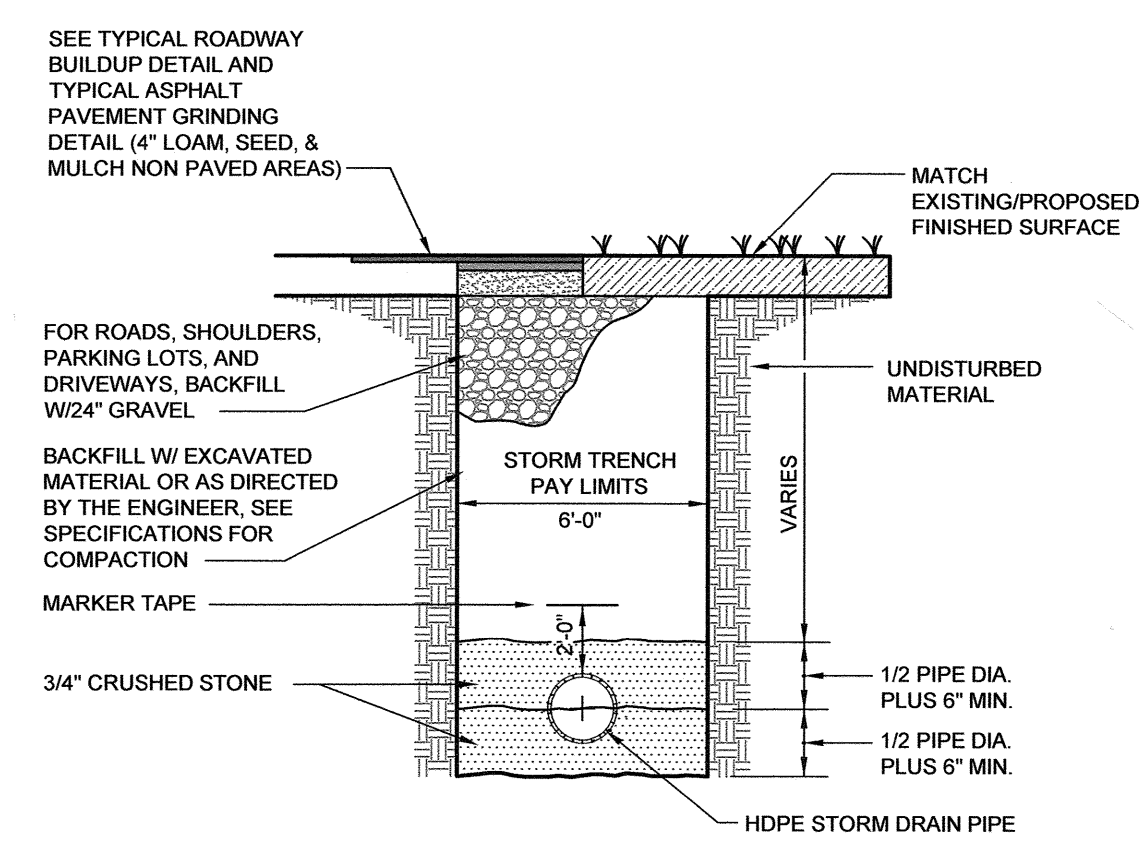 SEE TYPICAL ROADWAY
BUILDUP DETAIL AND
TYPICAL ASPHALT
PAVEMENT GRINDING
DETAIL (4" LOAM, SEED, &
MULCH NON PAVED AREAS)
MATCH
EXISTING/PROPOSED
FINISHED SURFACE
FOR ROADS, SHOULDERS,
PARKING LOTS, AND
DRIVEWAYS, BACKFILL
W/24" GRAVEL
UNDISTURBED
MATERIAL
BACKFILL W/ EXCAVATED
MATERIAL OR AS DIRECTED
BY THE ENGINEER, SEE
SPECIFICATIONS FOR
COMPACTION
STORM TRENCH
PAY LIMITS
6'-0"
VARIES
MARKER TAPE
2'-0"
3/4" CRUSHED STONE
1/2 PIPE DIA.
PLUS 6" MIN.
1/2 PIPE DIA.
PLUS 6" MIN.
HDPE STORM DRAIN PIPE